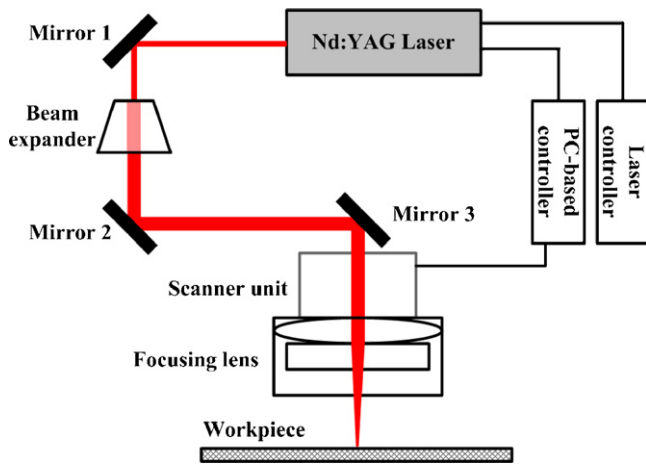 Mirror 1
Nd:YAG Laser
Beam
expander
PC-based
controller
Laser
controller
Mirror 2
Mirror 3
Scanner unit
Focusing lens
Workpiece